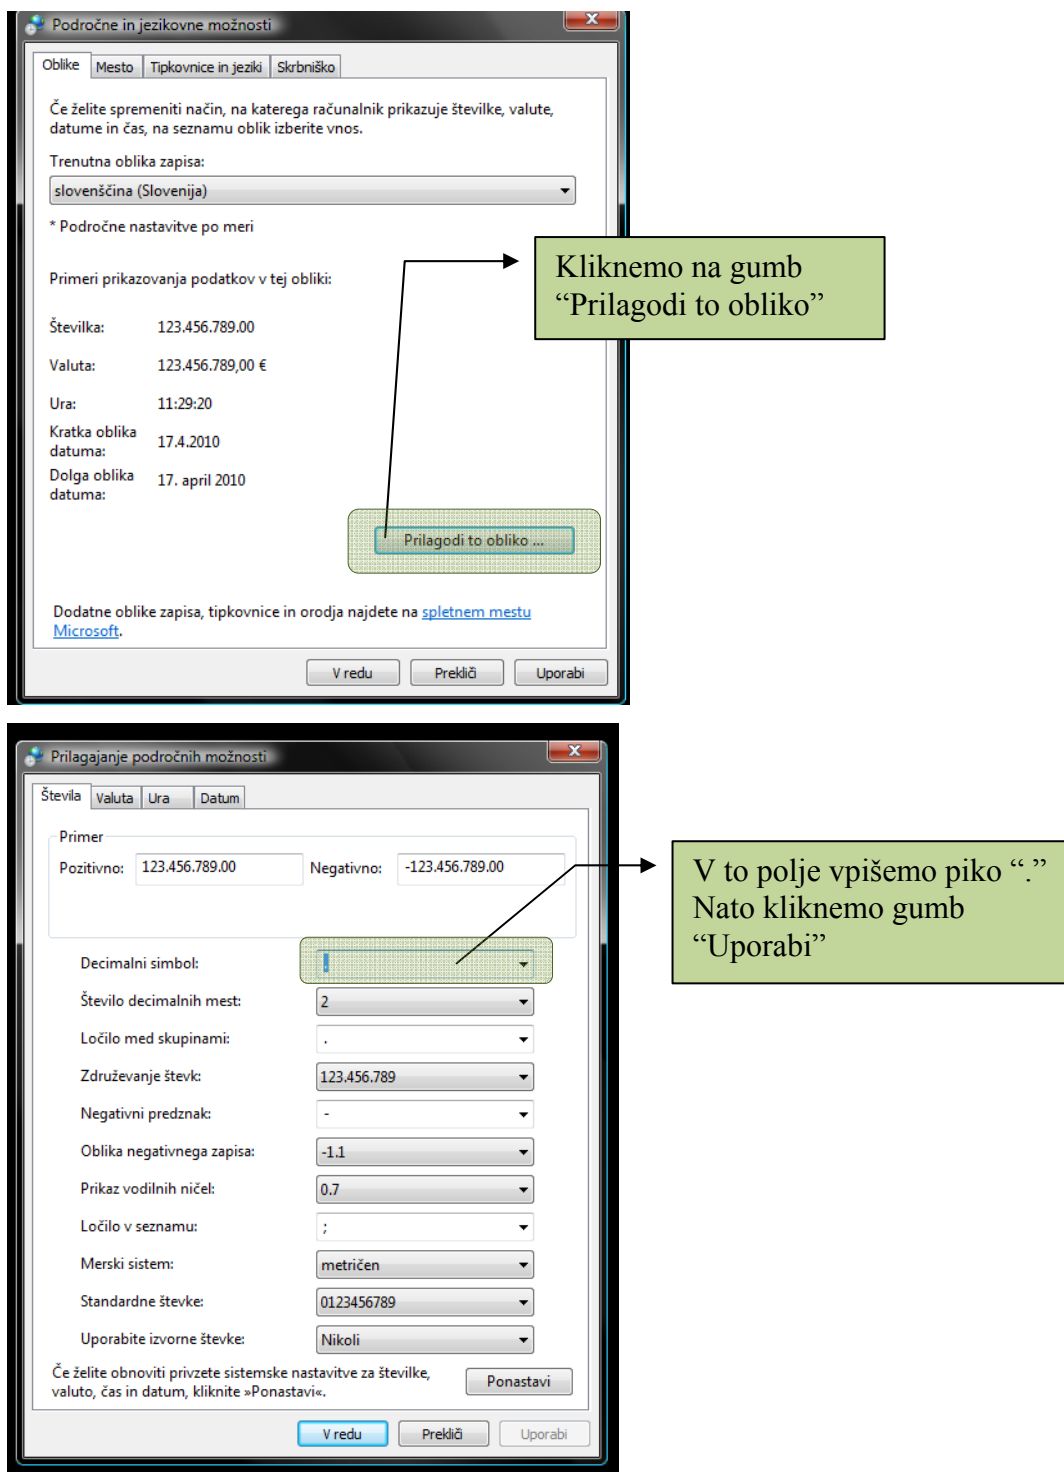 Področne in jezikovne možnosti
Oblike Mesto Tipkovnice in jeziki Skrbniško
Če želite spremeniti način, na katerega računalnik prikazuje številke, valute,
datume in čas, na seznamu oblik izberite vnos.
Trenutna oblika zapisa:
slovenščina (Slovenija)
* Področne nastavitve po meri
Kliknemo na gumb
“Prilagodi to obliko”
Primeri prikazovanja podatkov v tej obliki:
Številka: 123.456.789.00
Valuta: 123.456.789,00 €
Ura: 11:29:20
Kratka oblika
datuma: 17.4.2010
Dolga oblika
datuma: 17. april 2010
Prilagodi to obliko ...
Dodatne oblike zapisa, tipkovnice in orodja najdete na spletnem mestu
Microsoft.
V redu Prekliči Uporabi
Prilagajanje področnih možnosti
Števila Valuta Ura Datum
Primer
Pozitivno: 123.456.789.00 Negativno: -123.456.789.00
V to polje vpišemo piko “.”
Nato kliknemo gumb
“Uporabi”
Decimalni simbol: .
Število decimalnih mest: 2
Ločilo med skupinami: .
Združevanje števk: 123.456.789
Negativni predznak: -
Oblika negativnega zapisa: -1.1
Prikaz vodilnih ničel: 0.7
Ločilo v seznamu: ;
Merski sistem: metričen
Standardne števke: 0123456789
Uporabite izvorne števke: Nikoli
Če želite obnoviti privzete sistemske nastavitve za številke,
valuto, čas in datum, kliknite »Ponastavi«.
Ponastavi
V redu Prekliči Uporabi